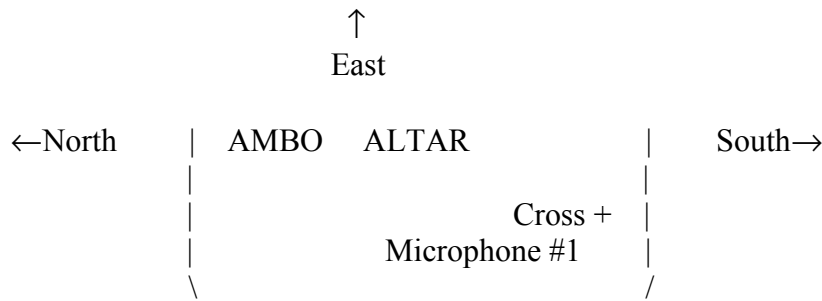 ↑
East
←North | AMBO ALTAR | South→
| |
| Cross + |
| Microphone #1 |
\ /